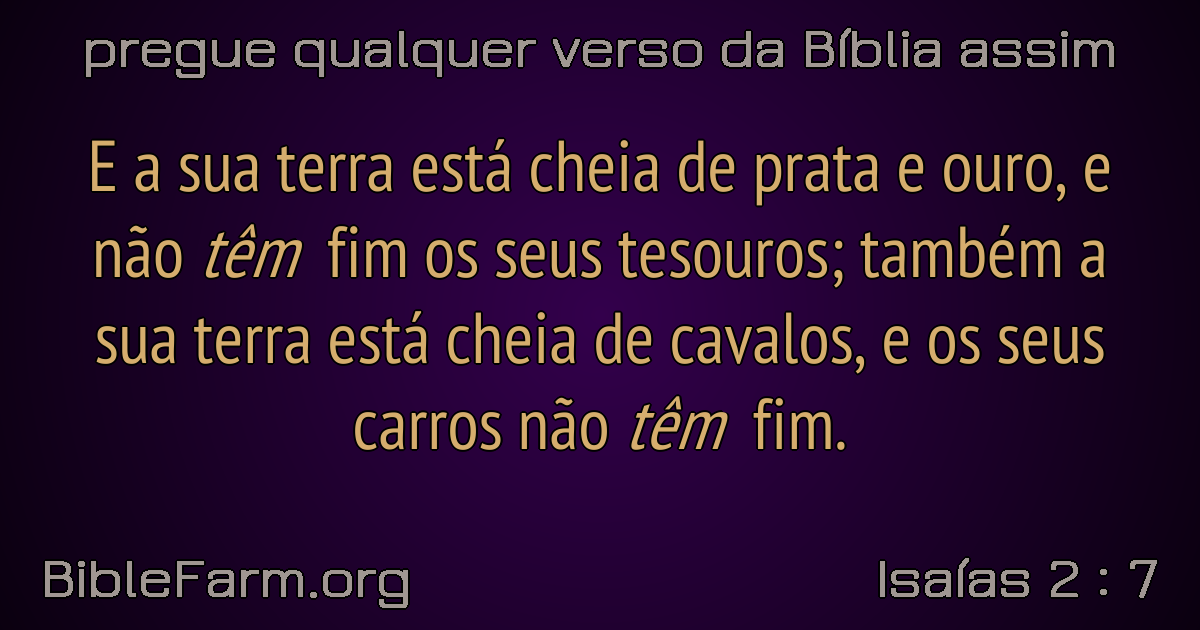 pregue qualquer verso da Bíblia assim
E a sua terra está cheia de prata e ouro, e
não têm fim os seus tesouros; também a
sua terra está cheia de cavalos, e os seus
carros não têm fim.
BibleFarm.org
Isaías 2 : 7